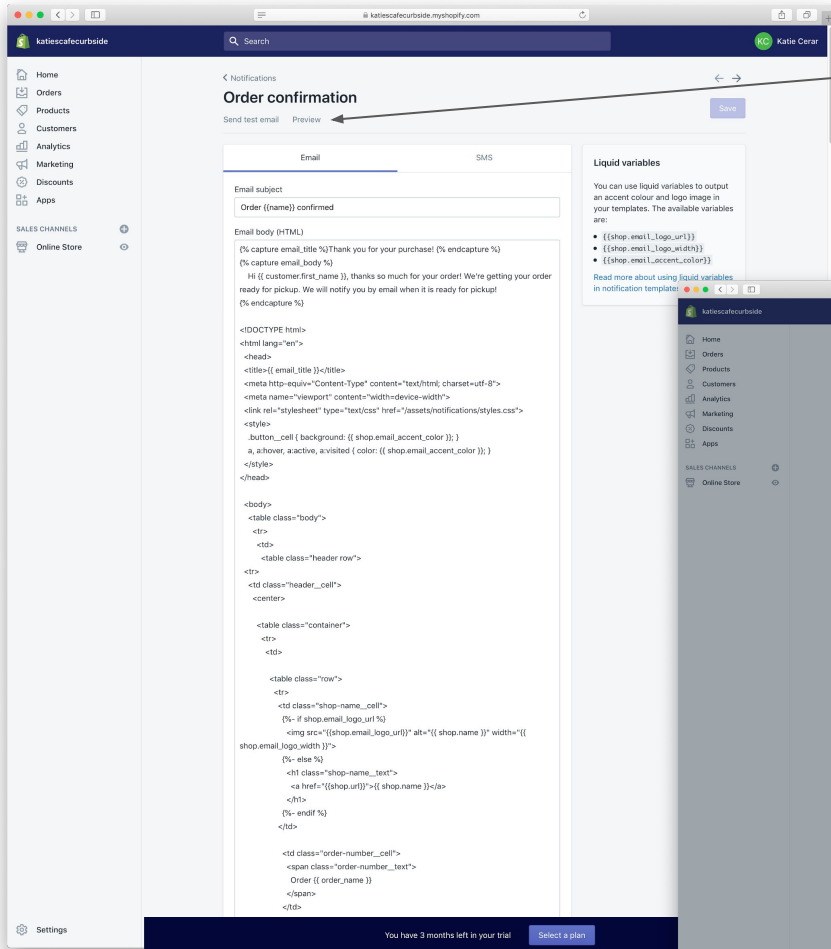 katiescafecurbside.myshopify.com
katiescafecurbside
Search
KC Katie Cerar
Home
Orders
Products
Customers
Analytics
Marketing
Discounts
Apps
SALES CHANNELS
Online Store
Settings
Notifications
Order confirmation
Send test email Preview
Save
Email SMS
Email subject
Order {{name}} confirmed
Email body (HTML)
{% capture email_title %}Thank you for your purchase! {% endcapture %}
{% capture email_body %}
Hi {{ customer.first_name }}, thanks so much for your order! We're getting your order
ready for pickup. We will notify you by email when it is ready for pickup!
{% endcapture %}
<!DOCTYPE html>
<html lang="en">
<head>
<title>{{ email_title }}</title>
<meta http-equiv="Content-Type" content="text/html; charset=utf-8">
<meta name="viewport" content="width=device-width">
<link rel="stylesheet" type="text/css" href="/assets/notifications/styles.css">
<style>
.button__cell { background: {{ shop.email_accent_color }}; }
a, a:hover, a:active, a:visited { color: {{ shop.email_accent_color }}; }
</style>
</head>
<body>
<table class="body">
<tr>
<td>
<table class="header row">
<tr>
<td class="header__cell">
<center>
<table class="container">
<tr>
<td>
<table class="row">
<tr>
<td class="shop-name__cell">
{%- if shop.email_logo_url %}
<img src="{{shop.email_logo_url}}" alt="{{ shop.name }}" width="{{
shop.email_logo_width }}">
{%- else %}
<h1 class="shop-name__text">
<a href="{{shop.url}}">{{ shop.name }}</a>
</h1>
{%- endif %}
</td>
<td class="order-number__cell">
<span class="order-number__text">
Order {{ order_name }}
</span>
</td>
Liquid variables
You can use liquid variables to output
an accent colour and logo image in
your templates. The available variables
are:
{{shop.email_logo_url}}
{{shop.email_logo_width}}
{{shop.email_accent_color}}
Read more about using liquid variables
in notification templates
You have 3 months left in your trial Select a plan
katiescafecurbside
Home
Orders
Products
Customers
Analytics
Marketing
Discounts
Apps
SALES CHANNELS
Online Store